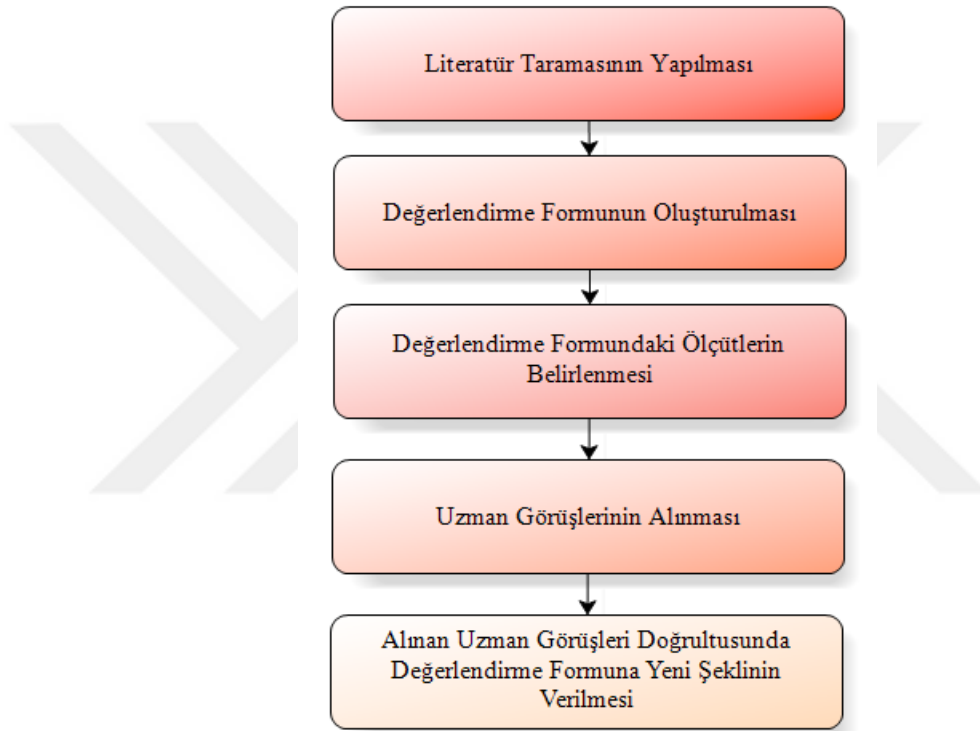 Literatür Taramasının Yapılması
Değerlendirme Formunun Oluşturulması
Değerlendirme Formundaki Ölçütlerin
Belirlenmesi
Uzman Görüşlerinin Alınması
Alınan Uzman Görüşleri Doğrultusunda
Değerlendirme Formuna Yeni Şeklinin
Verilmesi